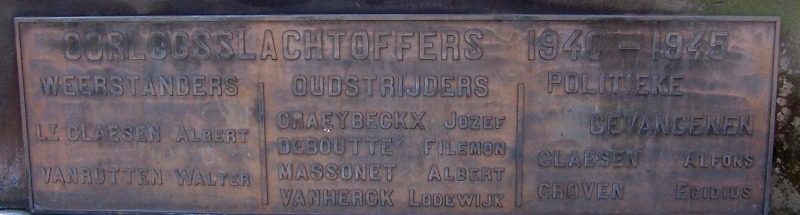 OORLOGSSLACHTOFFERS 1940 – 1945
WEERSTANDERS
LT CLAESEN ALBERT
VANRUTTEN WALTER
OUDSTRIJDERS
GRAEYBECKX JOZEF
DEBOUTTE FILEMON
MASSONET ALBERT
VANHERCK LODEWIJK
POLITIEKE
GEVANGENEN
CLAESEN ALFONS
GROVEN EGIDIUS